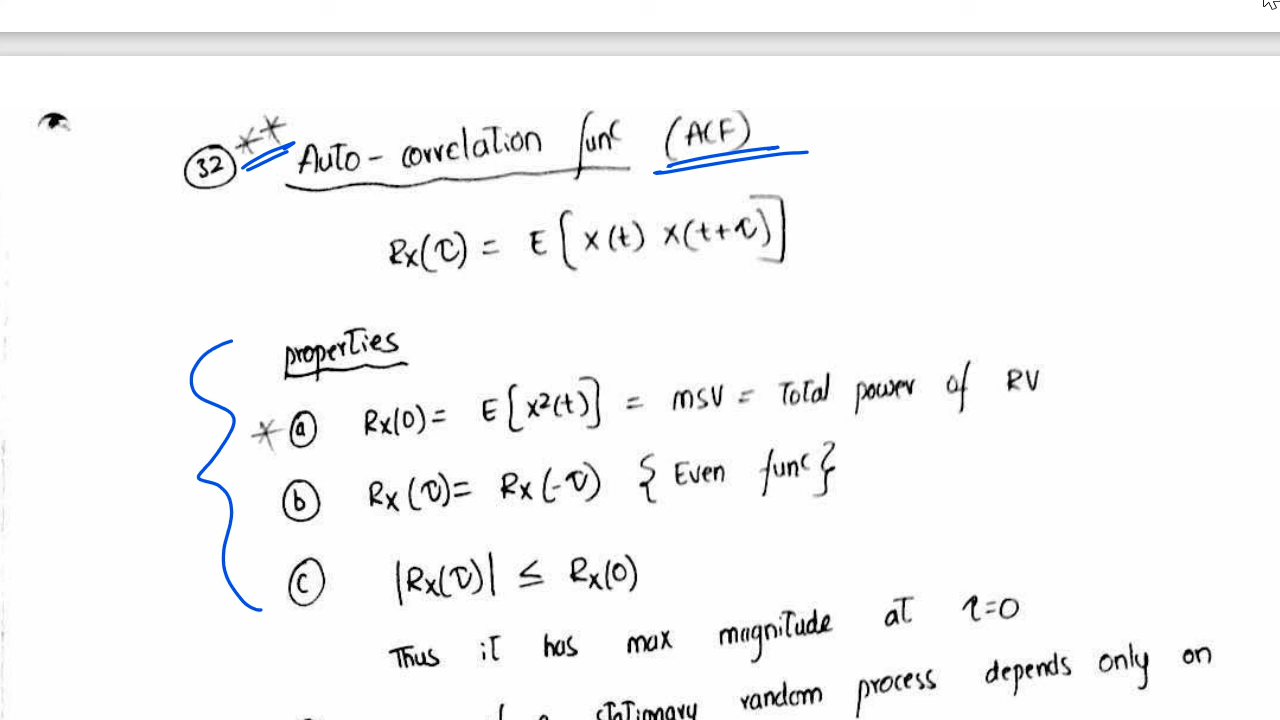 32 ** Auto-correlation func (ACF)
Rx(τ) = E[x(t) x(t+τ)]
properties
* a Rx(0) = E[x²(t)] = MSV = Total power of RV
b Rx(τ) = Rx(-τ) {Even func}
c |Rx(τ)| ≤ Rx(0)
Thus it has max magnitude at τ=0
stationary random process depends only on